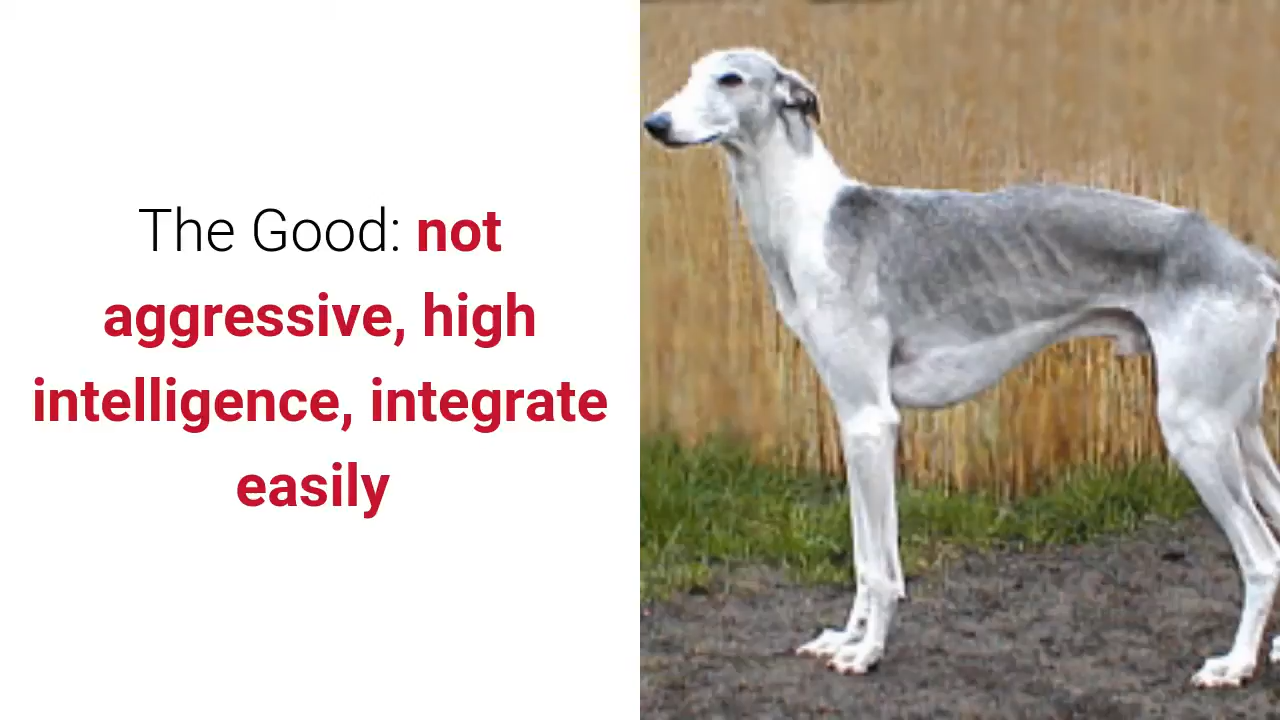 The Good: not
aggressive, high
intelligence, integrate
easily